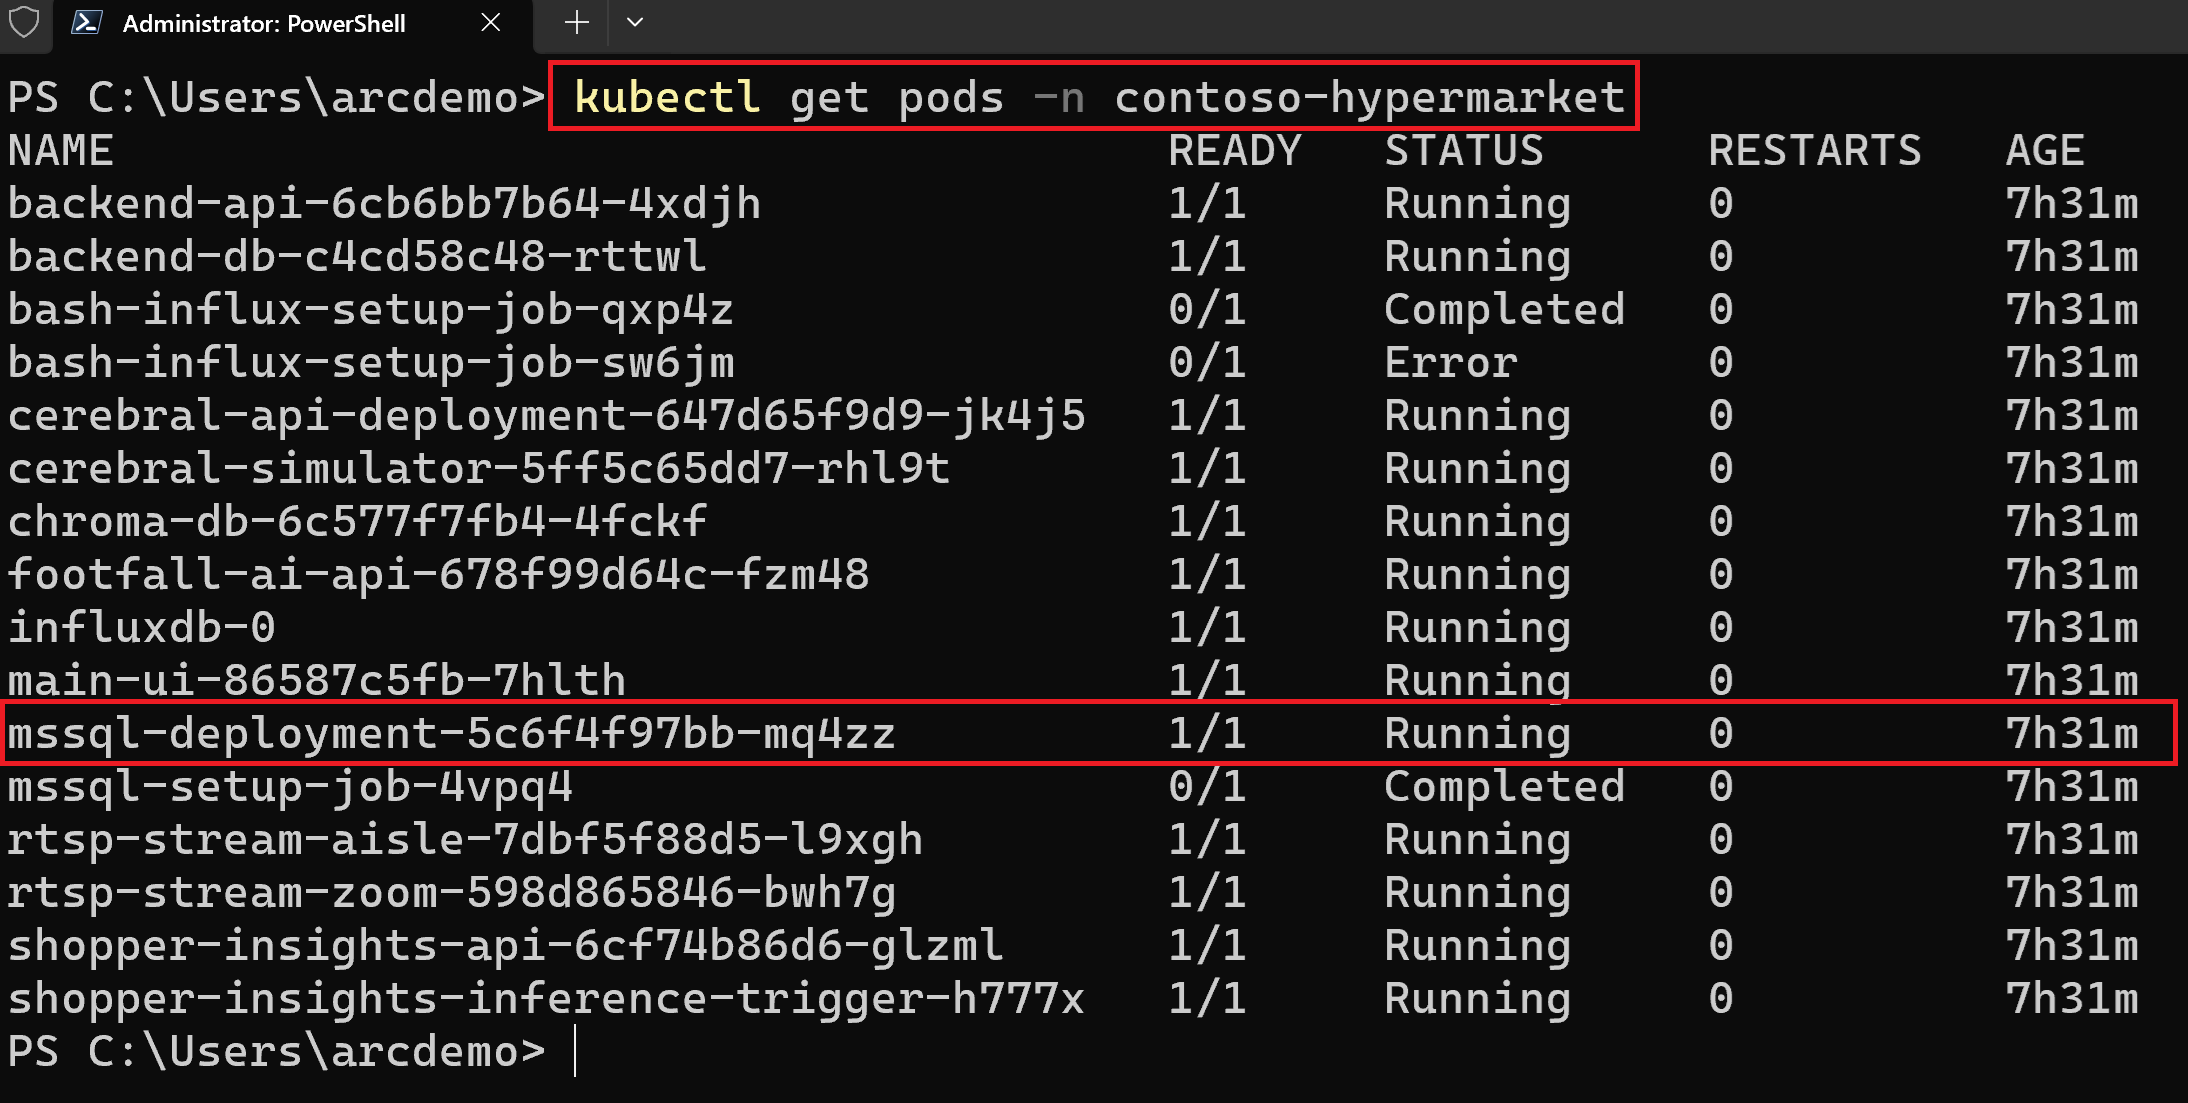 Administrator: PowerShell
PS C:\Users\arcdemo> kubectl get pods -n contoso-hypermarket
NAME READY STATUS RESTARTS AGE
backend-api-6cb6bb7b64-4xdjh 1/1 Running 0 7h31m
backend-db-c4cd58c48-rttwl 1/1 Running 0 7h31m
bash-influx-setup-job-qxp4z 0/1 Completed 0 7h31m
bash-influx-setup-job-sw6jm 0/1 Error 0 7h31m
cerebral-api-deployment-647d65f9d9-jk4j5 1/1 Running 0 7h31m
cerebral-simulator-5ff5c65dd7-rhl9t 1/1 Running 0 7h31m
chroma-db-6c577f7fb4-4fckf 1/1 Running 0 7h31m
footfall-ai-api-678f99d64c-fzm48 1/1 Running 0 7h31m
influxdb-0 1/1 Running 0 7h31m
main-ui-86587c5fb-7hlth 1/1 Running 0 7h31m
mssql-deployment-5c6f4f97bb-mq4zz 1/1 Running 0 7h31m
mssql-setup-job-4vpq4 0/1 Completed 0 7h31m
rtsp-stream-aisle-7dbf5f88d5-l9xgh 1/1 Running 0 7h31m
rtsp-stream-zoom-598d865846-bwh7g 1/1 Running 0 7h31m
shopper-insights-api-6cf74b86d6-glzml 1/1 Running 0 7h31m
shopper-insights-inference-trigger-h777x 1/1 Running 0 7h31m
PS C:\Users\arcdemo>